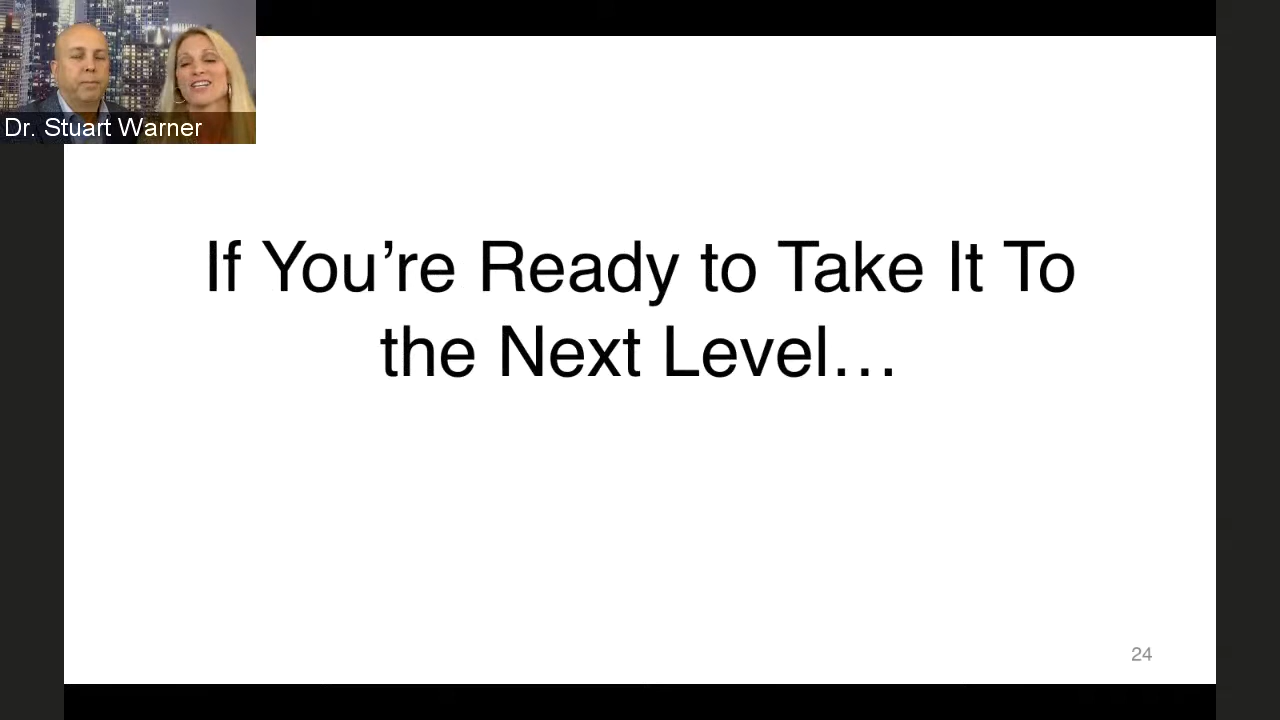 Dr. Stuart Warner
If You’re Ready to Take It To
the Next Level…
24